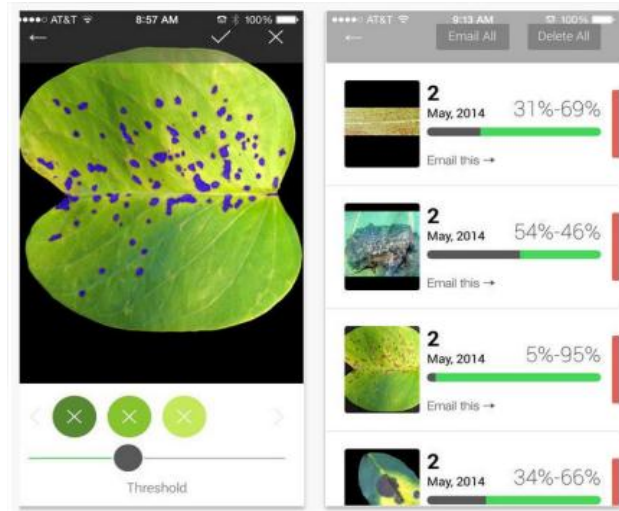 AT&T 8:57 AM 100%
Threshold
AT&T 9:13 AM 100%
Email All Delete All
2
May, 2014 31%-69%
Email this →
2
May, 2014 54%-46%
Email this →
2
May, 2014 5%-95%
Email this →
2
May, 2014 34%-66%